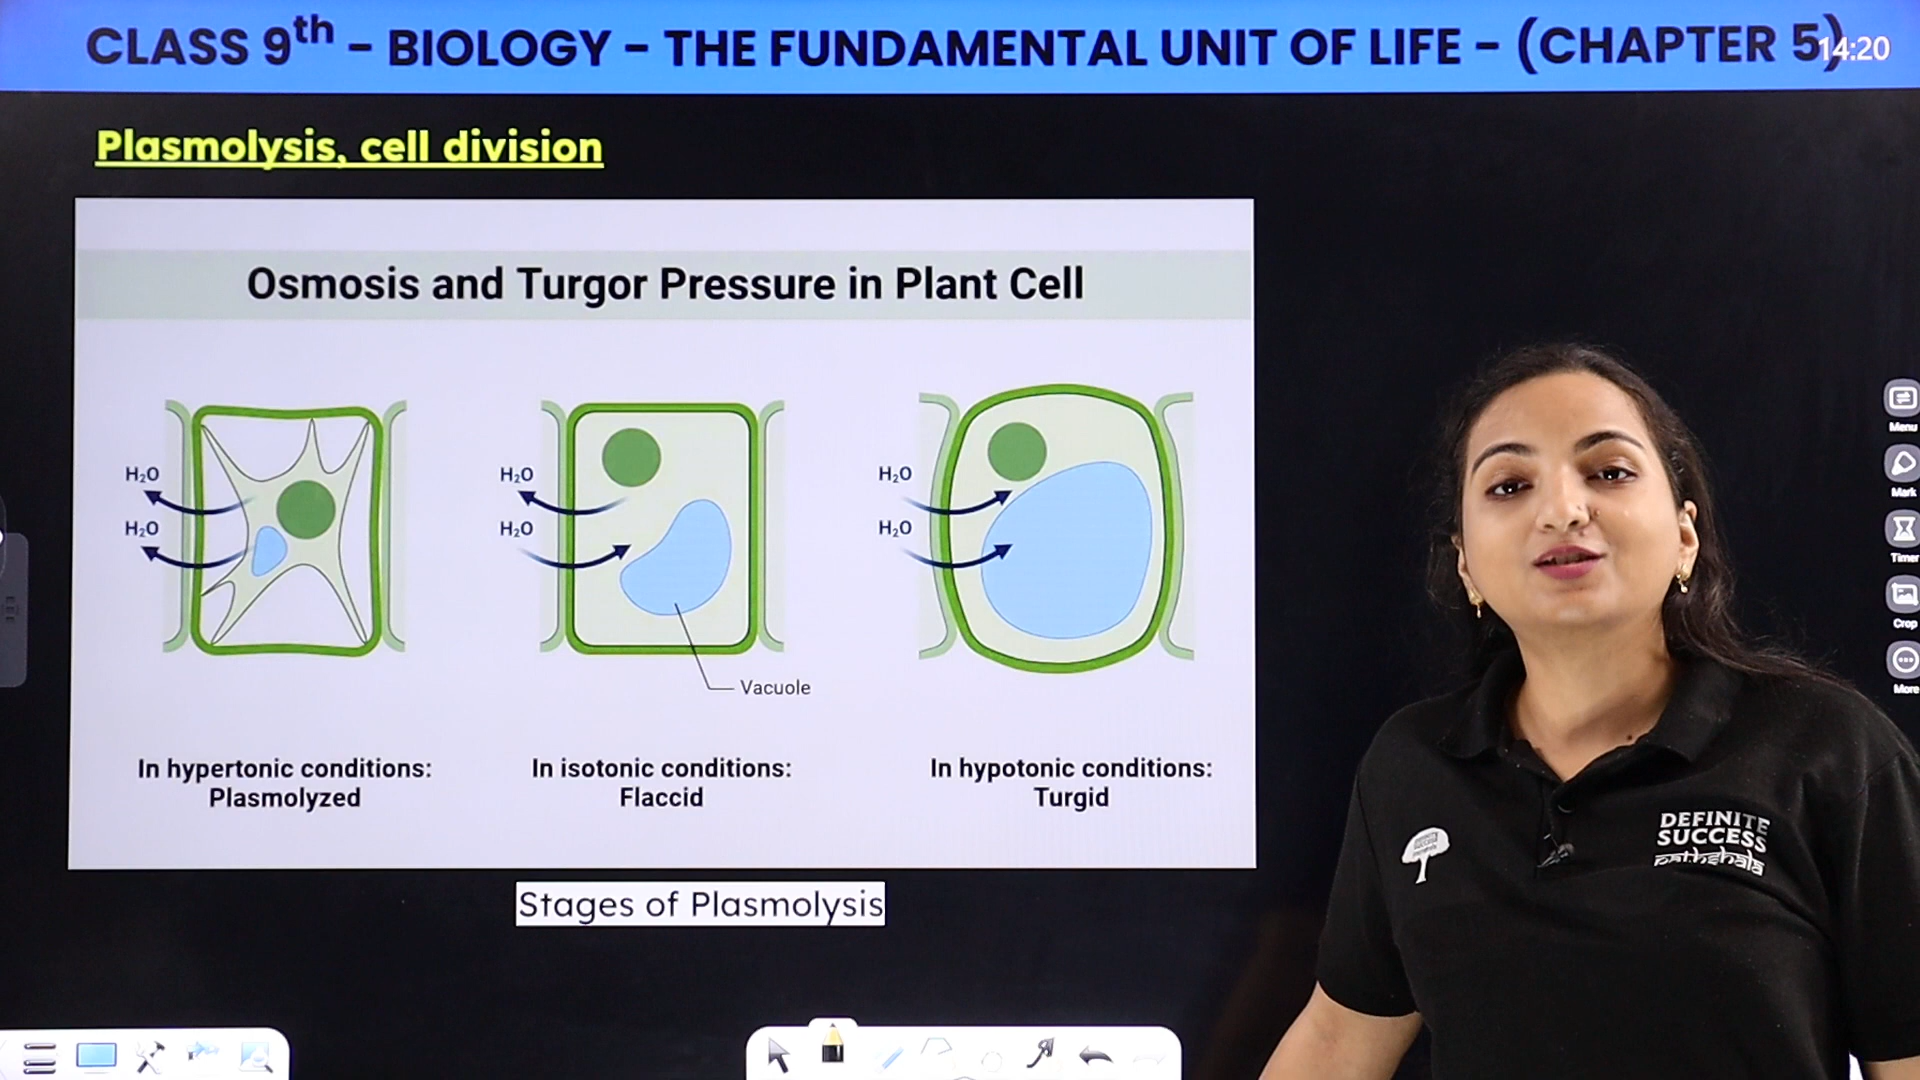 CLASS 9th - BIOLOGY - THE FUNDAMENTAL UNIT OF LIFE - (CHAPTER 5)
14:20
Plasmolysis, cell division
Osmosis and Turgor Pressure in Plant Cell
H₂O
H₂O
H₂O
H₂O
H₂O
H₂O
Vacuole
In hypertonic conditions:
Plasmolyzed
In isotonic conditions:
Flaccid
In hypotonic conditions:
Turgid
Stages of Plasmolysis
Menu
Mark
Timer
Crop
More
DEFINITE
SUCCESS
pathshala